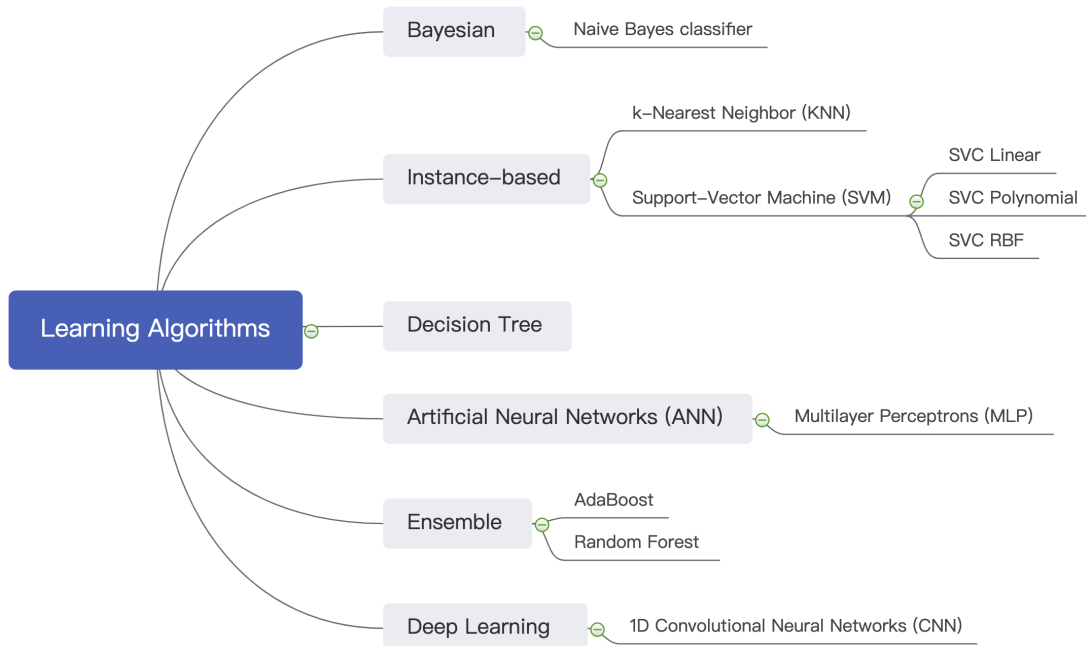 Bayesian
Naive Bayes classifier
k-Nearest Neighbor (KNN)
Instance-based
SVC Linear
Support-Vector Machine (SVM)
SVC Polynomial
SVC RBF
Learning Algorithms
Decision Tree
Artificial Neural Networks (ANN)
Multilayer Perceptrons (MLP)
AdaBoost
Ensemble
Random Forest
Deep Learning
1D Convolutional Neural Networks (CNN)